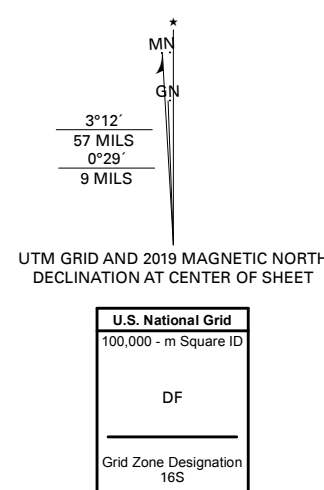 ★
MN
GN
3°12´
57 MILS
0°29´
9 MILS
UTM GRID AND 2019 MAGNETIC NORTH
DECLINATION AT CENTER OF SHEET
U.S. National Grid
100,000 - m Square ID
DF
Grid Zone Designation
16S